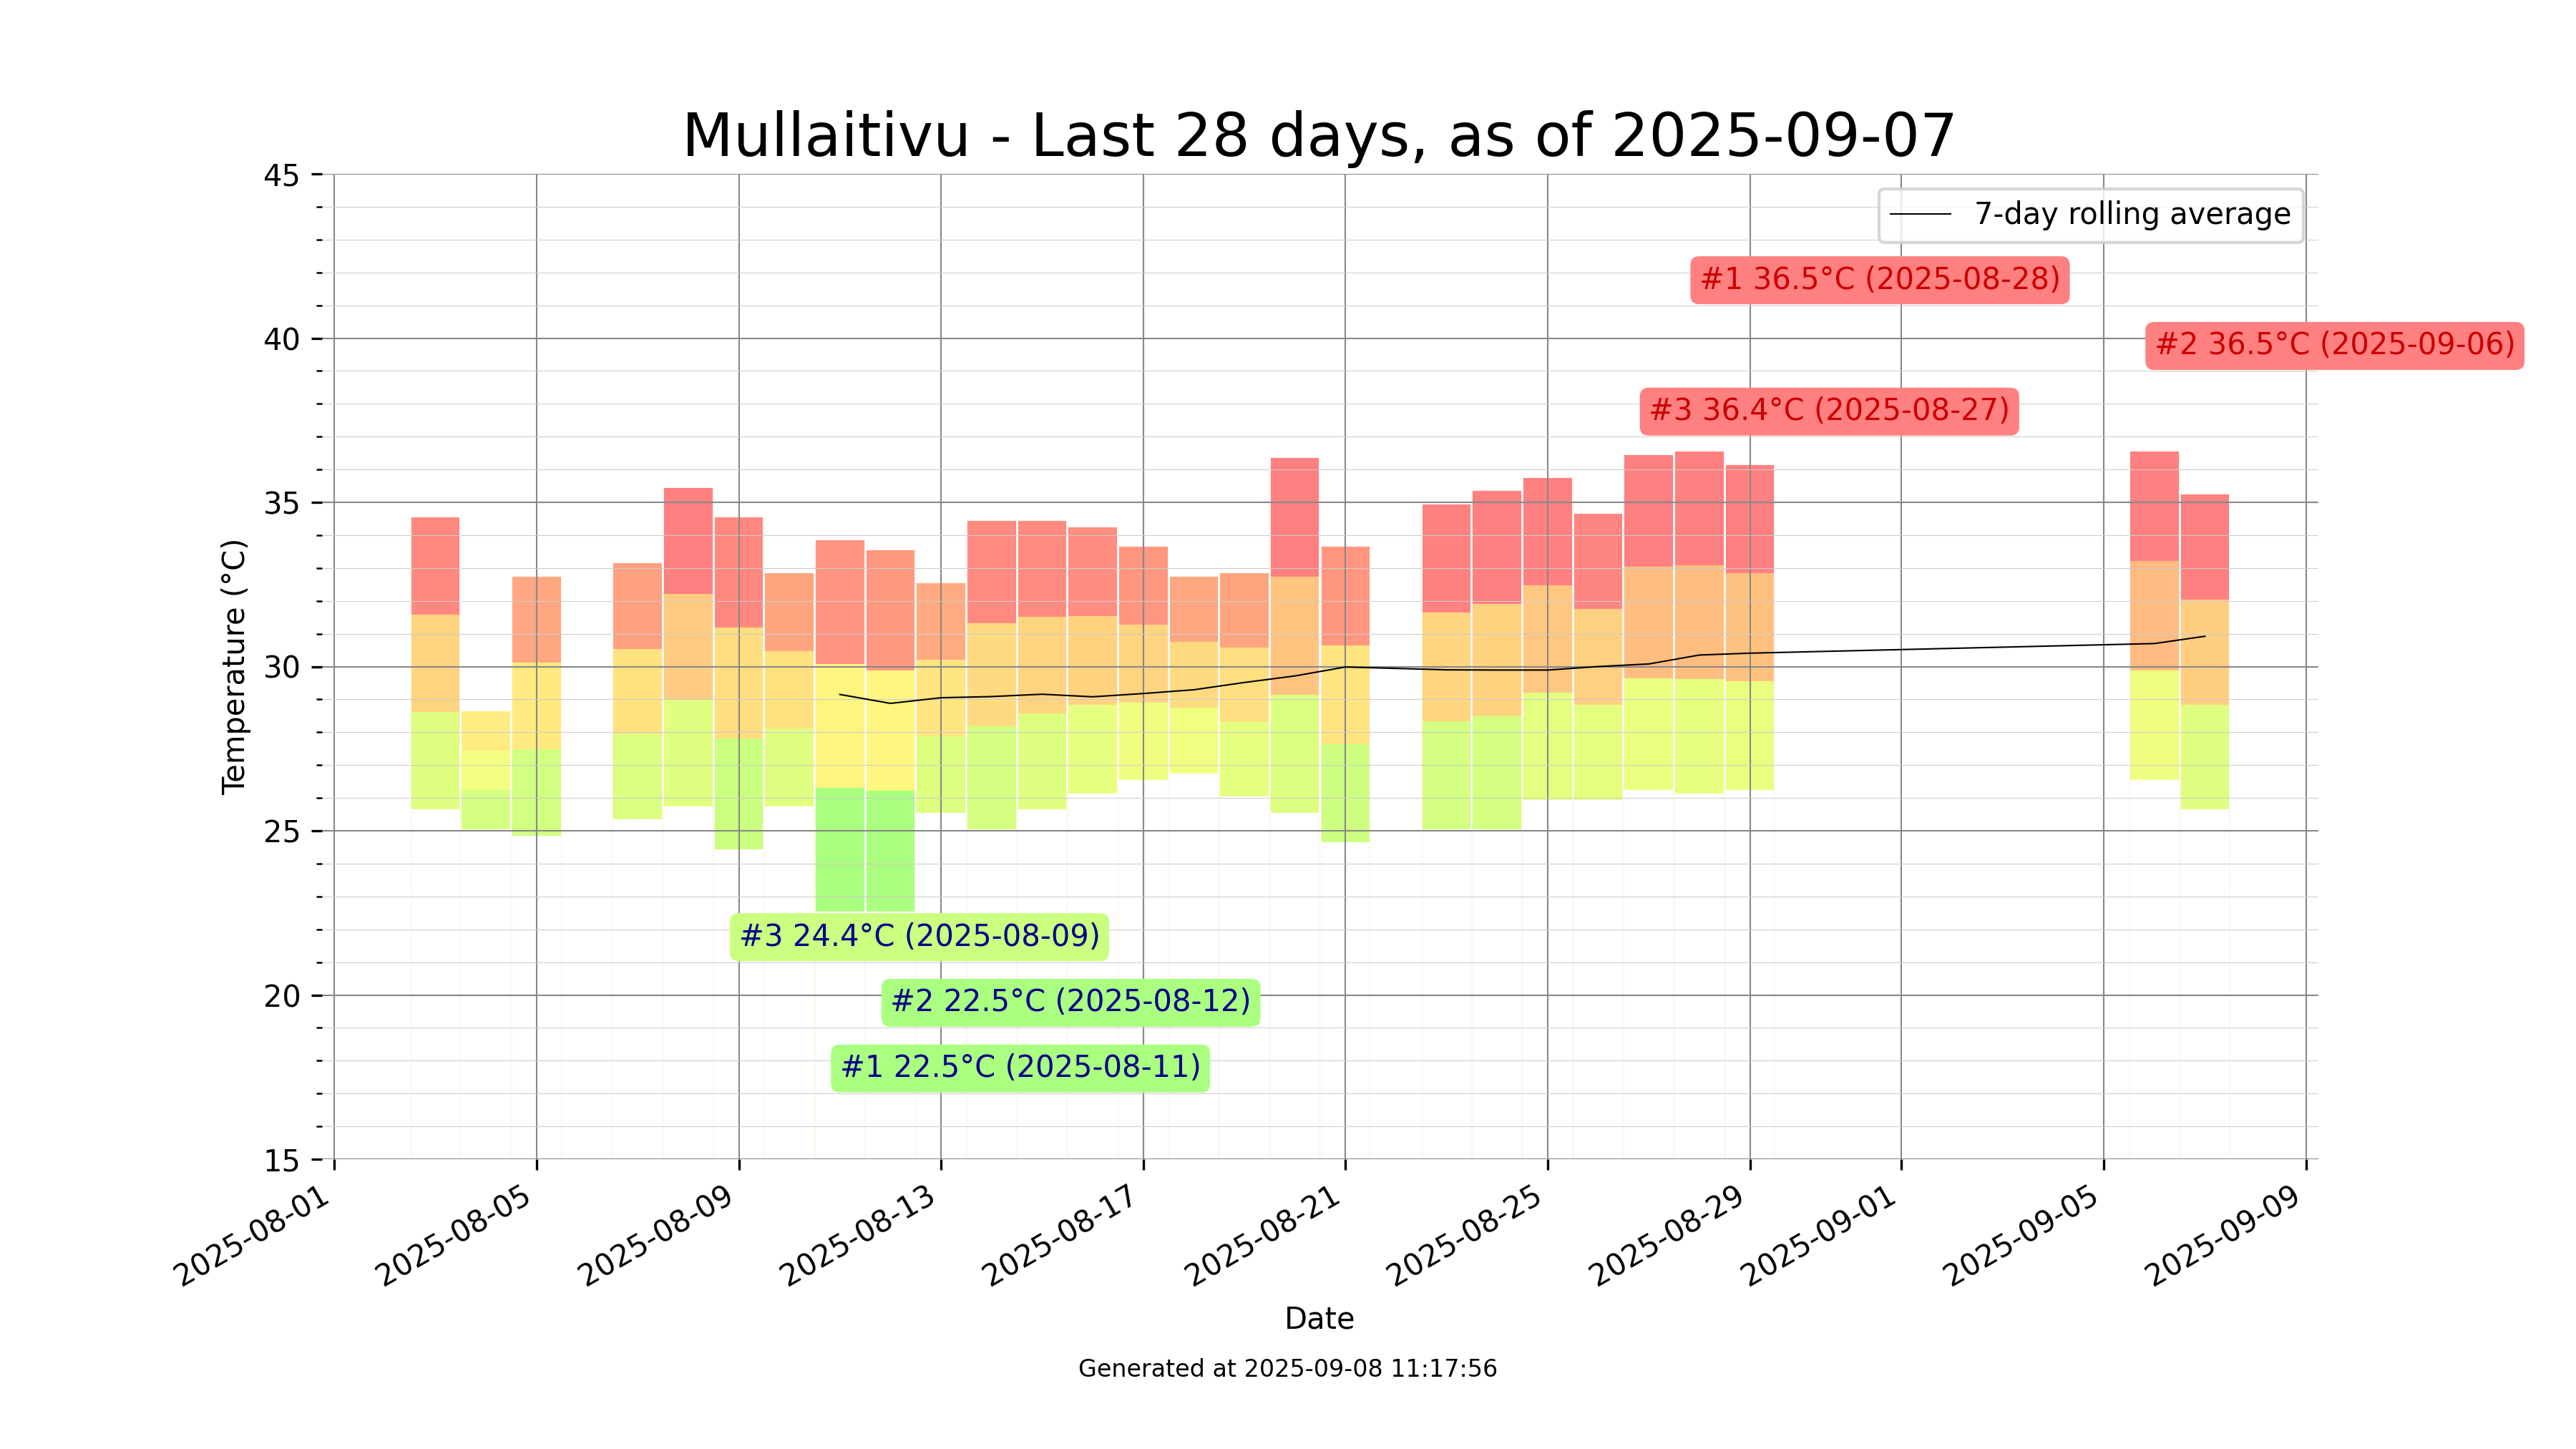 Mullaitivu - Last 28 days, as of 2025-09-07
45
7-day rolling average
#1 36.5°C (2025-08-28)
40
#2 36.5°C (2025-09-06)
#3 36.4°C (2025-08-27)
35
Temperature (°C)
30
25
#3 24.4°C (2025-08-09)
20
#2 22.5°C (2025-08-12)
#1 22.5°C (2025-08-11)
15
2025-08-01
2025-08-05
2025-08-09
2025-08-13
2025-08-17
2025-08-21
2025-08-25
2025-08-29
2025-09-01
2025-09-05
2025-09-09
Date
Generated at 2025-09-08 11:17:56